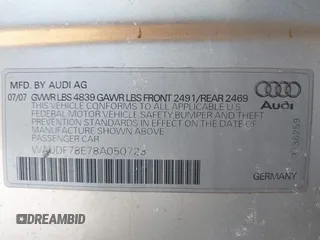 MFD. BY AUDI AG
07/07 GVWR LBS 4839 GAWR LBS FRONT 2491/REAR 2469
THIS VEHICLE CONFORMS TO ALL APPLICABLE U.S
FEDERAL MOTOR VEHICLE SAFETY BUMPER AND THEFT
PREVENTION STANDARDS IN EFFECT ON THE DATE OF
MANUFACTURE SHOWN ABOVE
PASSENGER CAR
WAUDF78E78A050723
Audi
GERMANY
DRIVEDEALS